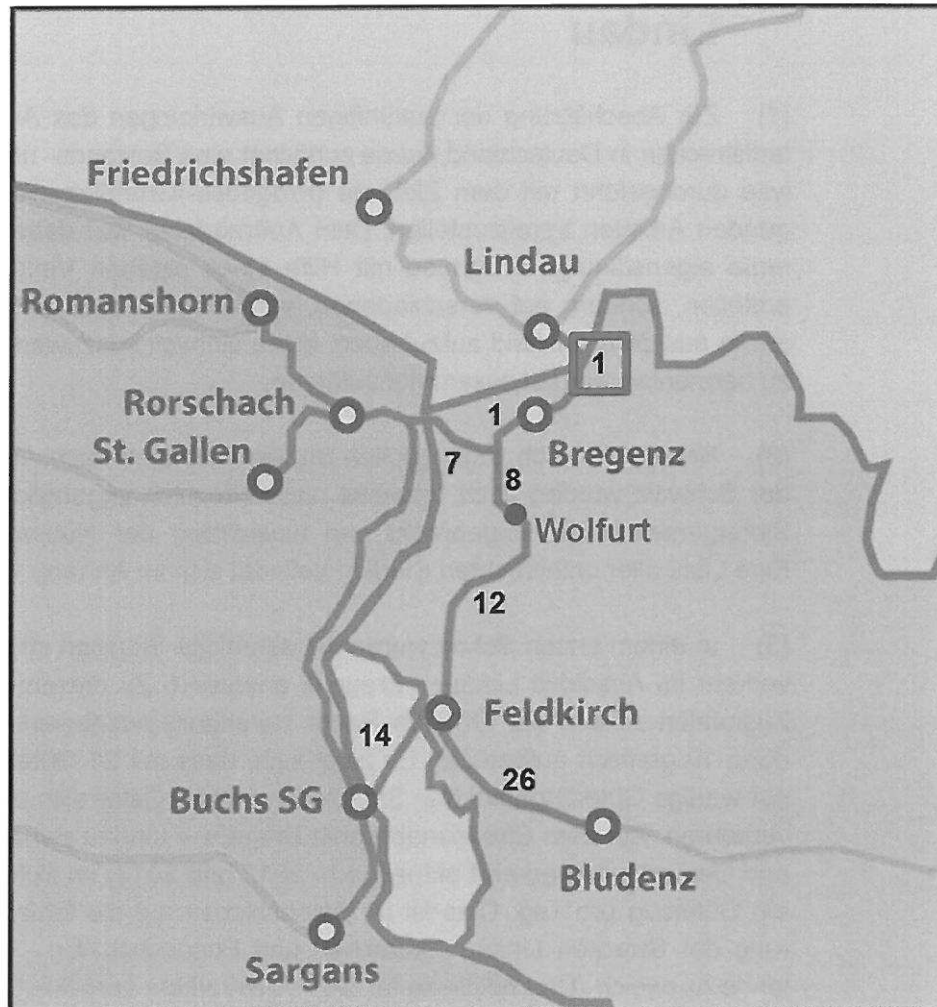 Friedrichshafen
Lindau
Romanshorn
1
Rorschach
1
St. Gallen
7
Bregenz
8
Wolfurt
12
Feldkirch
14
26
Buchs SG
Bludenz
Sargans